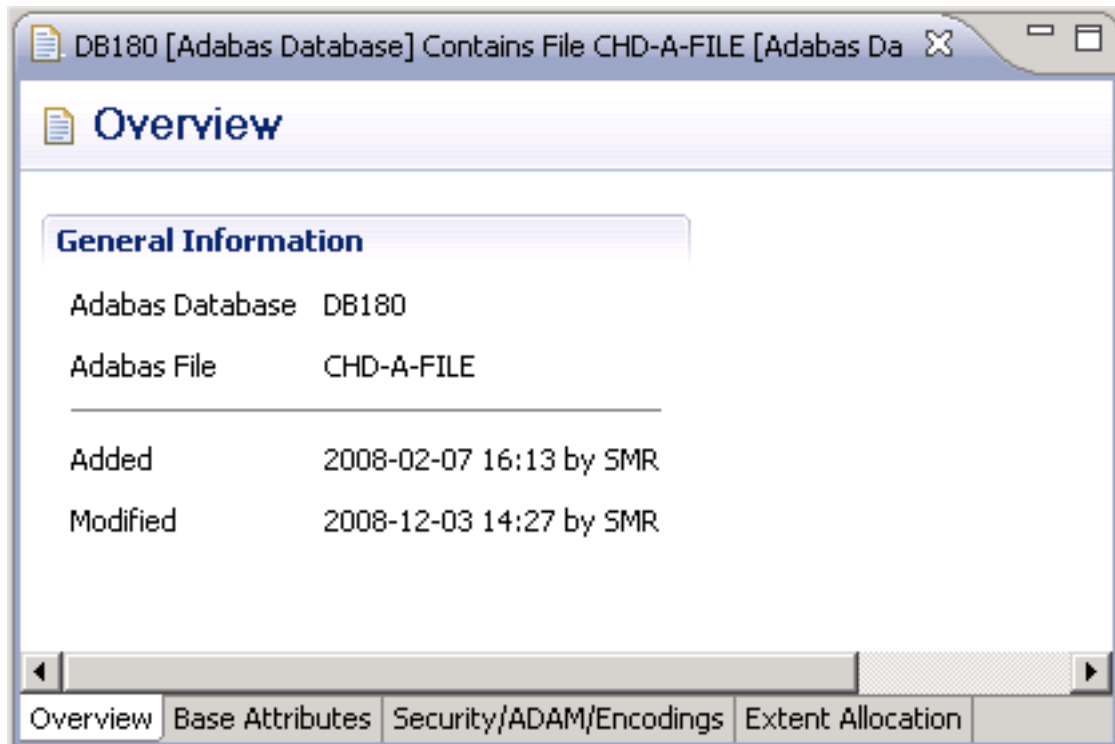 DB180 [Adabas Database] Contains File CHD-A-FILE [Adabas Da
Overview
General Information
Adabas Database DB180
Adabas File CHD-A-FILE
Added 2008-02-07 16:13 by SMR
Modified 2008-12-03 14:27 by SMR
Overview Base Attributes Security/ADAM/Encodings Extent Allocation